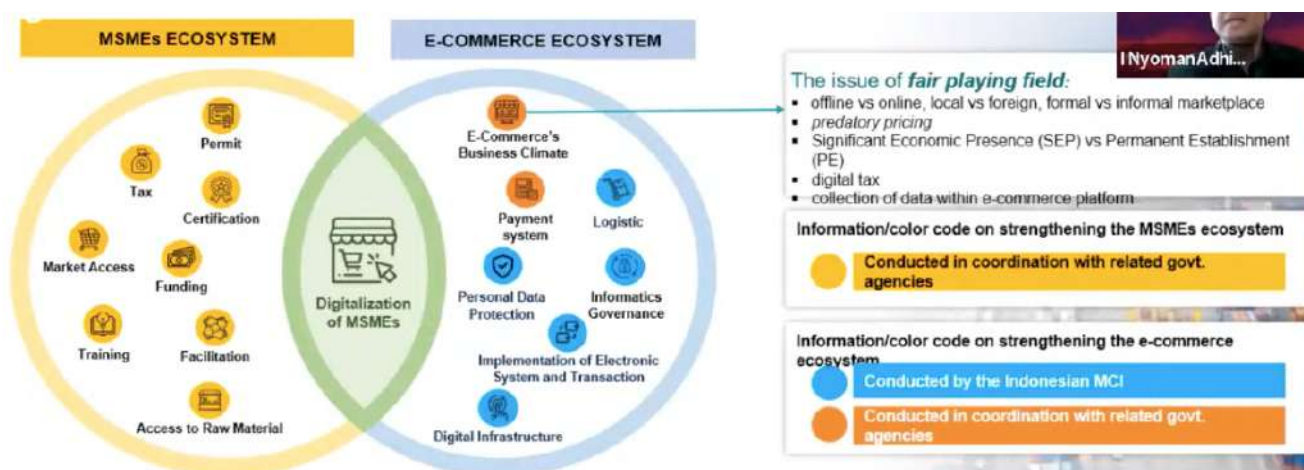 MSMEs ECOSYSTEM
E-COMMERCE ECOSYSTEM
Permit
Tax
Certification
Market Access
Funding
Training
Facilitation
Access to Raw Material
Digitalization
of MSMEs
E-Commerce's
Business Climate
Payment
system
Logistic
Personal Data
Protection
Informatics
Governance
Implementation of Electronic
System and Transaction
Digital Infrastructure
I NyomanAdhi...
The issue of fair playing field:
▪ offline vs online, local vs foreign, formal vs informal marketplace
▪ predatory pricing
▪ Significant Economic Presence (SEP) vs Permanent Establishment
(PE)
▪ digital tax
▪ collection of data within e-commerce platform
Information/color code on strengthening the MSMEs ecosystem
Conducted in coordination with related govt.
agencies
Information/color code on strengthening the e-commerce
ecosystem
Conducted by the Indonesian MCI
Conducted in coordination with related govt.
agencies